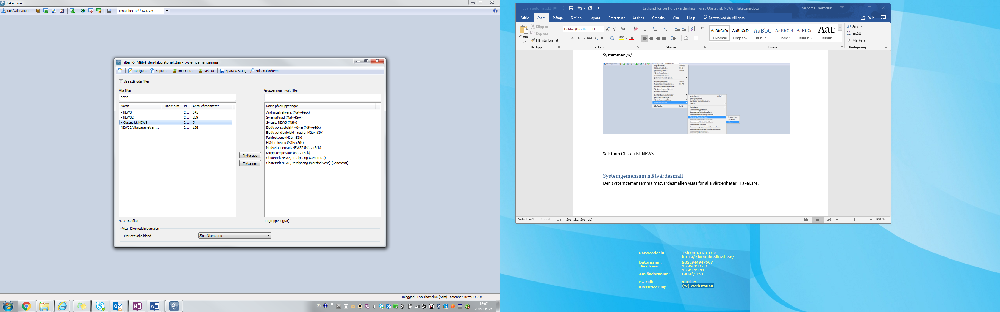 Take Care
Sök/välj patient
Testenhet 10** SÖS ÖV
Filter för Mätvärden/laboratorielistan - systemgemensamma
Redigera Kopiera Importera Dela ut Spara & Stäng Sök analys/term
Visa stängda filter
Alla filter
news
Namn Giltig t.o.m. Id Antal vårdenheter
- NEWS 2... 645
- NEWS2 2... 209
- Obstetrisk NEWS 2... 5
NEWS2/Vitalparametrar ... 2... 128
4 av 162 filter
Flytta upp
Flytta ner
Grupperingar i valt filter
Namn på grupperingar
Andningsfrekvens (Mätv+Sök)
Syremättnad (Mätv+Sök)
Syrgas, NEWS (Mätv)
Blodtryck systoliskt - övre (Mätv+Sök)
Blodtryck diastoliskt - nedre (Mätv+Sök)
Pulsfrekvens (Mätv+Sök)
Hjärtfrekvens (Mätv+Sök)
Medvetandegrad, NEWS2 (Mätv+Sök)
Kroppstemperatur (Mätv+Sök)
Obstetrisk NEWS, totalpoäng (Genererat)
Obstetrisk NEWS, totalpoäng (hjärtfrekvens) (Genererat)
11 gruppering(ar)
Visa i läkemedelsjournalen
Filter att välja bland
30: - Njurstatus
Inloggad: Eva Thomelius (Adm) Testenhet 10** SÖS ÖV
SV
16:07
2019-06-25
Spara automatiskt
Lathund för konfig på vårdenhetsnivå av Obstetrisk NEWS i TakeCare.docx
Eva Saras Thomelius
Arkiv Start Infoga Design Layout Referenser Utskick Granska Visa Hjälp Berätta vad du vill göra
Dela
Klistra in
Klipp ut
Kopiera
Hämta format
Urklipp
Calibri (Brödte 11
F K U abc x₂ x²
Tecken
Stycke
AaBbCcDc AaBbCcDc AaBbC AaBbCcI AaBbCcI AaB
¶ Normal ¶ Inget av... Rubrik 1 Rubrik 2 Rubrik 3 Rubrik
Format
Sök
Ersätt
Markera
Redigering
Systemmenyn/
Sök fram Obstetrisk NEWS
Systemgemensam mätvärdesmall
Den systemgemensamma mätvärdesmallen visas för alla vårdenheter i TakeCare.
Sida 1 av 1 38 ord Svenska (Sverige)
108 %
Servicedesk: Tel: 08-616 13 00
https://kontakt.sllit.sll.se/
Datornamn: SOSLS44947507
IP-adress: 10.49.232.62
10.49.19.91
Användarnamn: GAIA\5rh9
PC-roll: Vård-PC
Klassificering: (W) Workstation